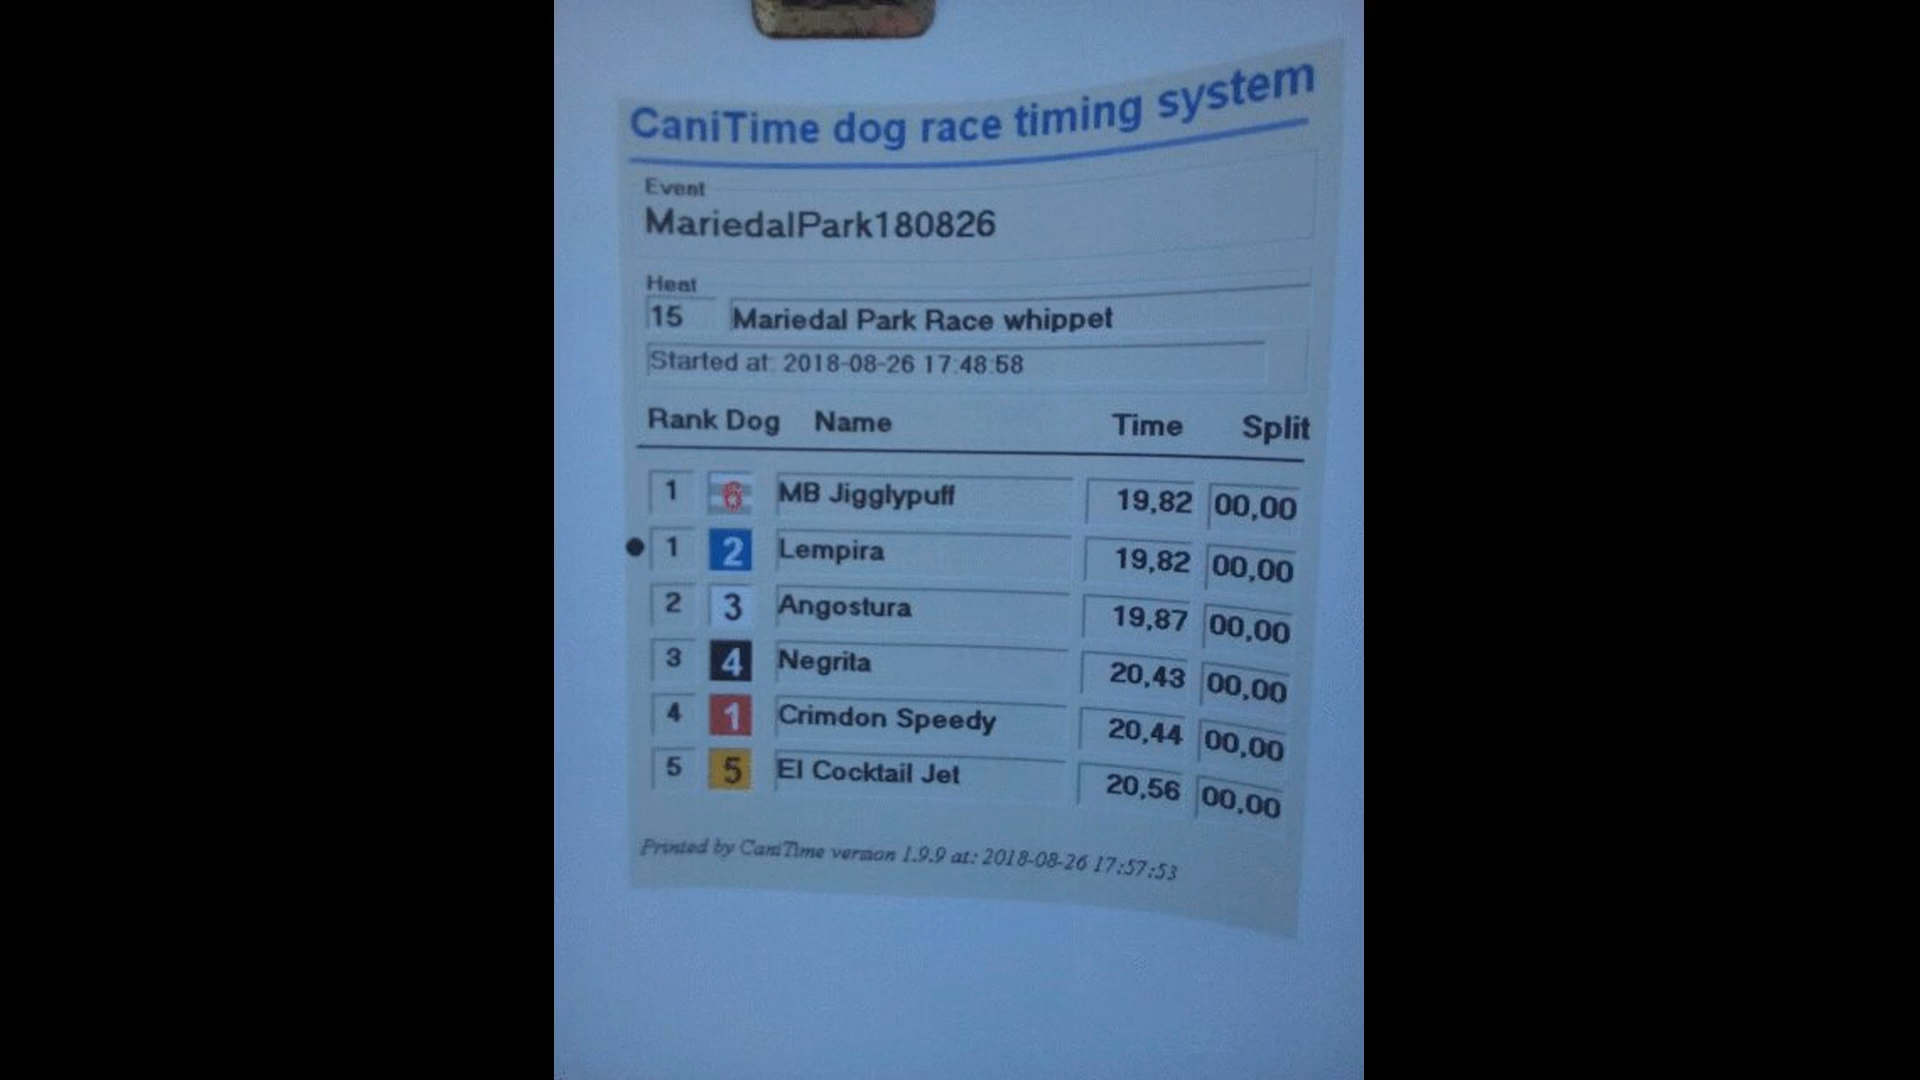 CaniTime dog race timing system
Event
MariedalPark180826
Heat
15 Mariedal Park Race whippet
Started at: 2018-08-26 17:48:58
Rank Dog Name Time Split
1 6 MB Jigglypuff 19,82 00,00
1 2 Lempira 19,82 00,00
2 3 Angostura 19,87 00,00
3 4 Negrita 20,43 00,00
4 1 Crimdon Speedy 20,44 00,00
5 5 El Cocktail Jet 20,56 00,00
Printed by CaniTime version 1.9.9 at: 2018-08-26 17:57:53